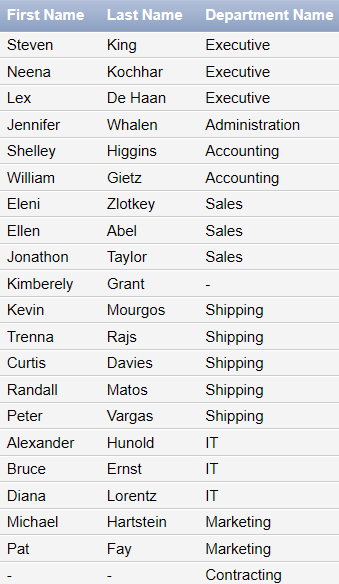 First Name Last Name Department Name
Steven King Executive
Neena Kochhar Executive
Lex De Haan Executive
Jennifer Whalen Administration
Shelley Higgins Accounting
William Gietz Accounting
Eleni Zlotkey Sales
Ellen Abel Sales
Jonathon Taylor Sales
Kimberely Grant -
Kevin Mourgos Shipping
Trenna Rajs Shipping
Curtis Davies Shipping
Randall Matos Shipping
Peter Vargas Shipping
Alexander Hunold IT
Bruce Ernst IT
Diana Lorentz IT
Michael Hartstein Marketing
Pat Fay Marketing
- - Contracting